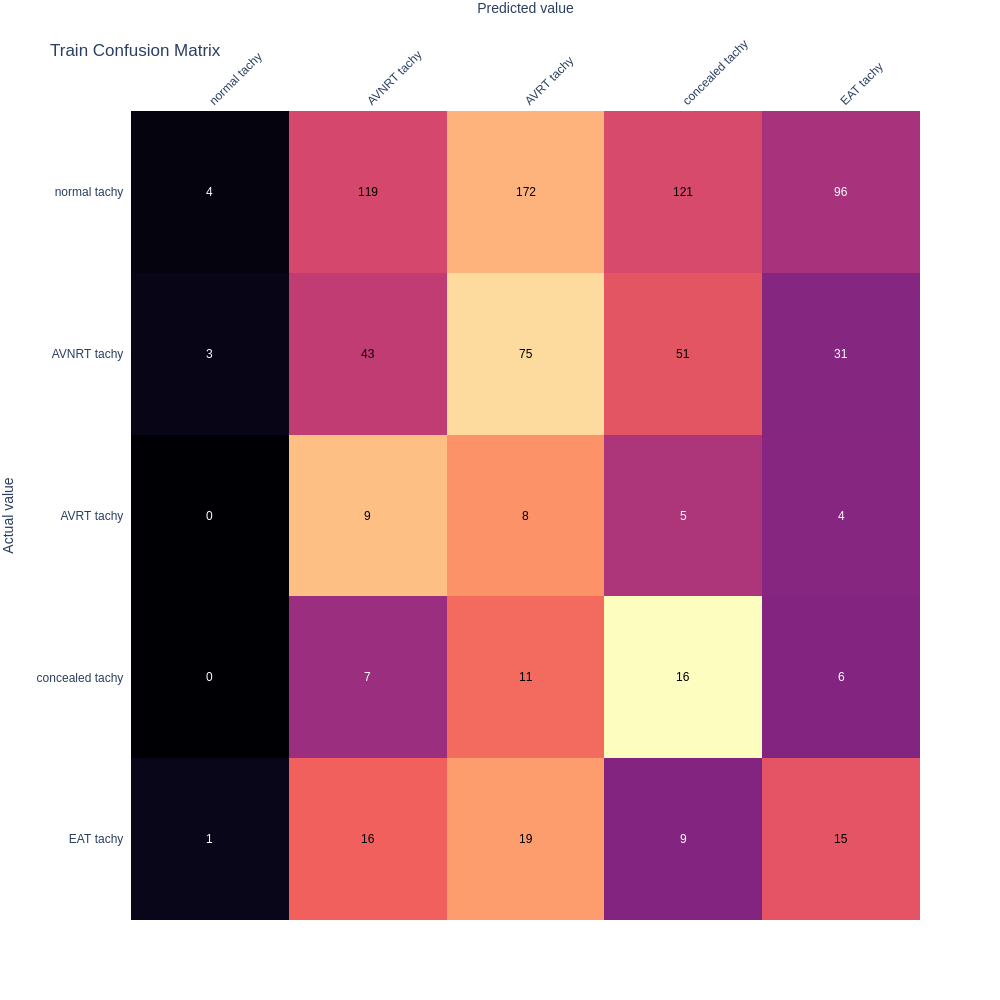 Predicted value
Train Confusion Matrix
normal tachy AVNRT tachy AVRT tachy concealed tachy EAT tachy
normal tachy 4 119 172 121 96
AVNRT tachy 3 43 75 51 31
Actual value
AVRT tachy 0 9 8 5 4
concealed tachy 0 7 11 16 6
EAT tachy 1 16 19 9 15